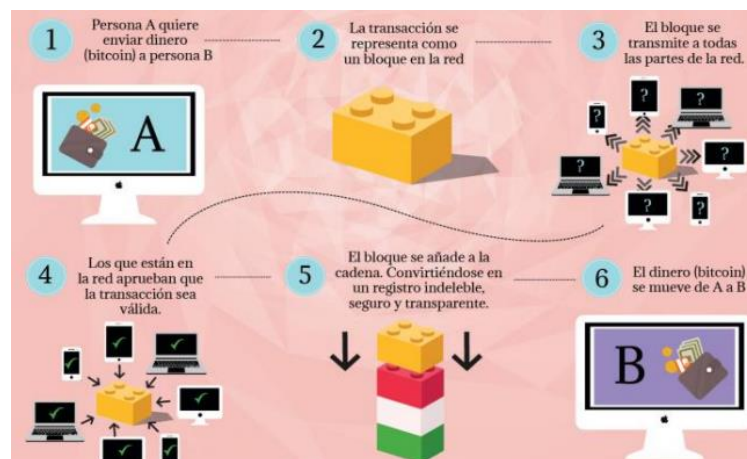 1
Persona A quiere
enviar dinero
(bitcoin) a persona B
A
2
La transacción se
representa como
un bloque en la red
3
El bloque se
transmite a todas
las partes de la red.
?
?
?
?
?
?
?
?
4
Los que están en
la red aprueban que
la transacción sea
válida.
5
El bloque se añade a la
cadena. Convirtiéndose en
un registro indeleble,
seguro y transparente.
6
El dinero (bitcoin)
se mueve de A a B
B